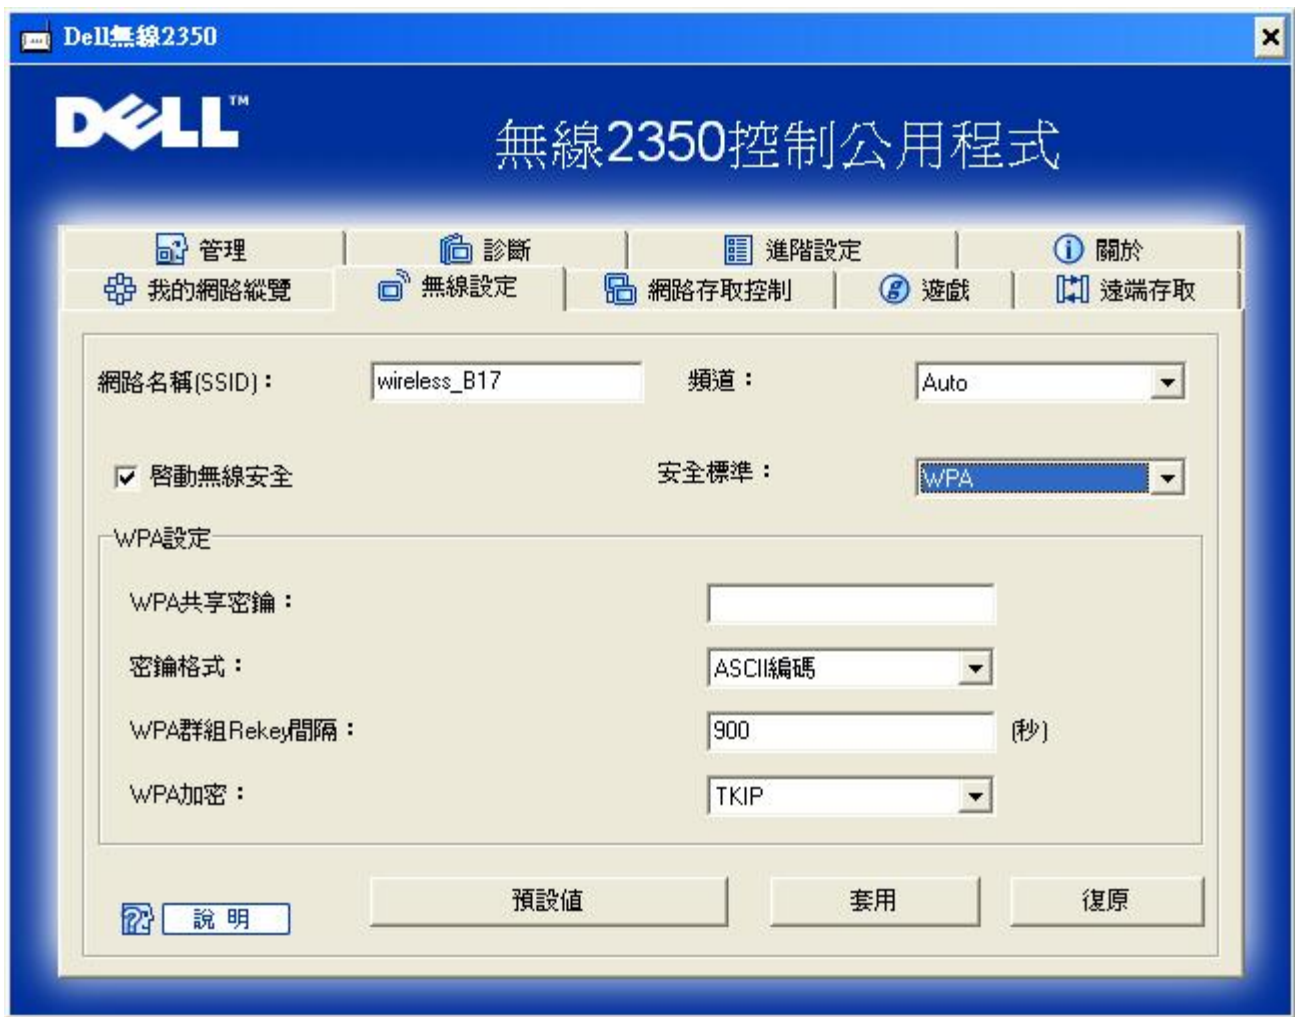 Dell無線2350
DELL™
無線2350控制公用程式
管理
診斷
進階設定
關於
我的網路縱覽
無線設定
網路存取控制
遊戲
遠端存取
網路名稱(SSID)：
wireless_B17
頻道：
Auto
啓動無線安全
安全標準：
WPA
WPA設定
WPA共享密鑰：
密鑰格式：
ASCII編碼
WPA群組Rekey間隔：
900
(秒)
WPA加密：
TKIP
說 明
預設值
套用
復原